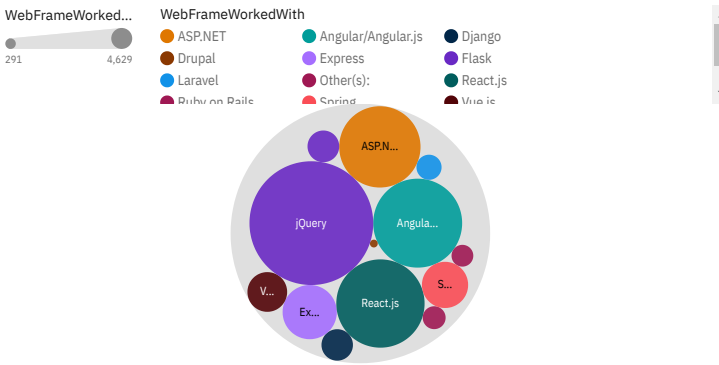 WebFrameWorked...
291 4,629
WebFrameWorkedWith
ASP.NET Angular/Angular.js Django
Drupal Express Flask
Laravel Other(s): React.js
Ruby on Rails Spring Vue.js
ASP.N...
jQuery Angula...
V... S...
Ex... React.js